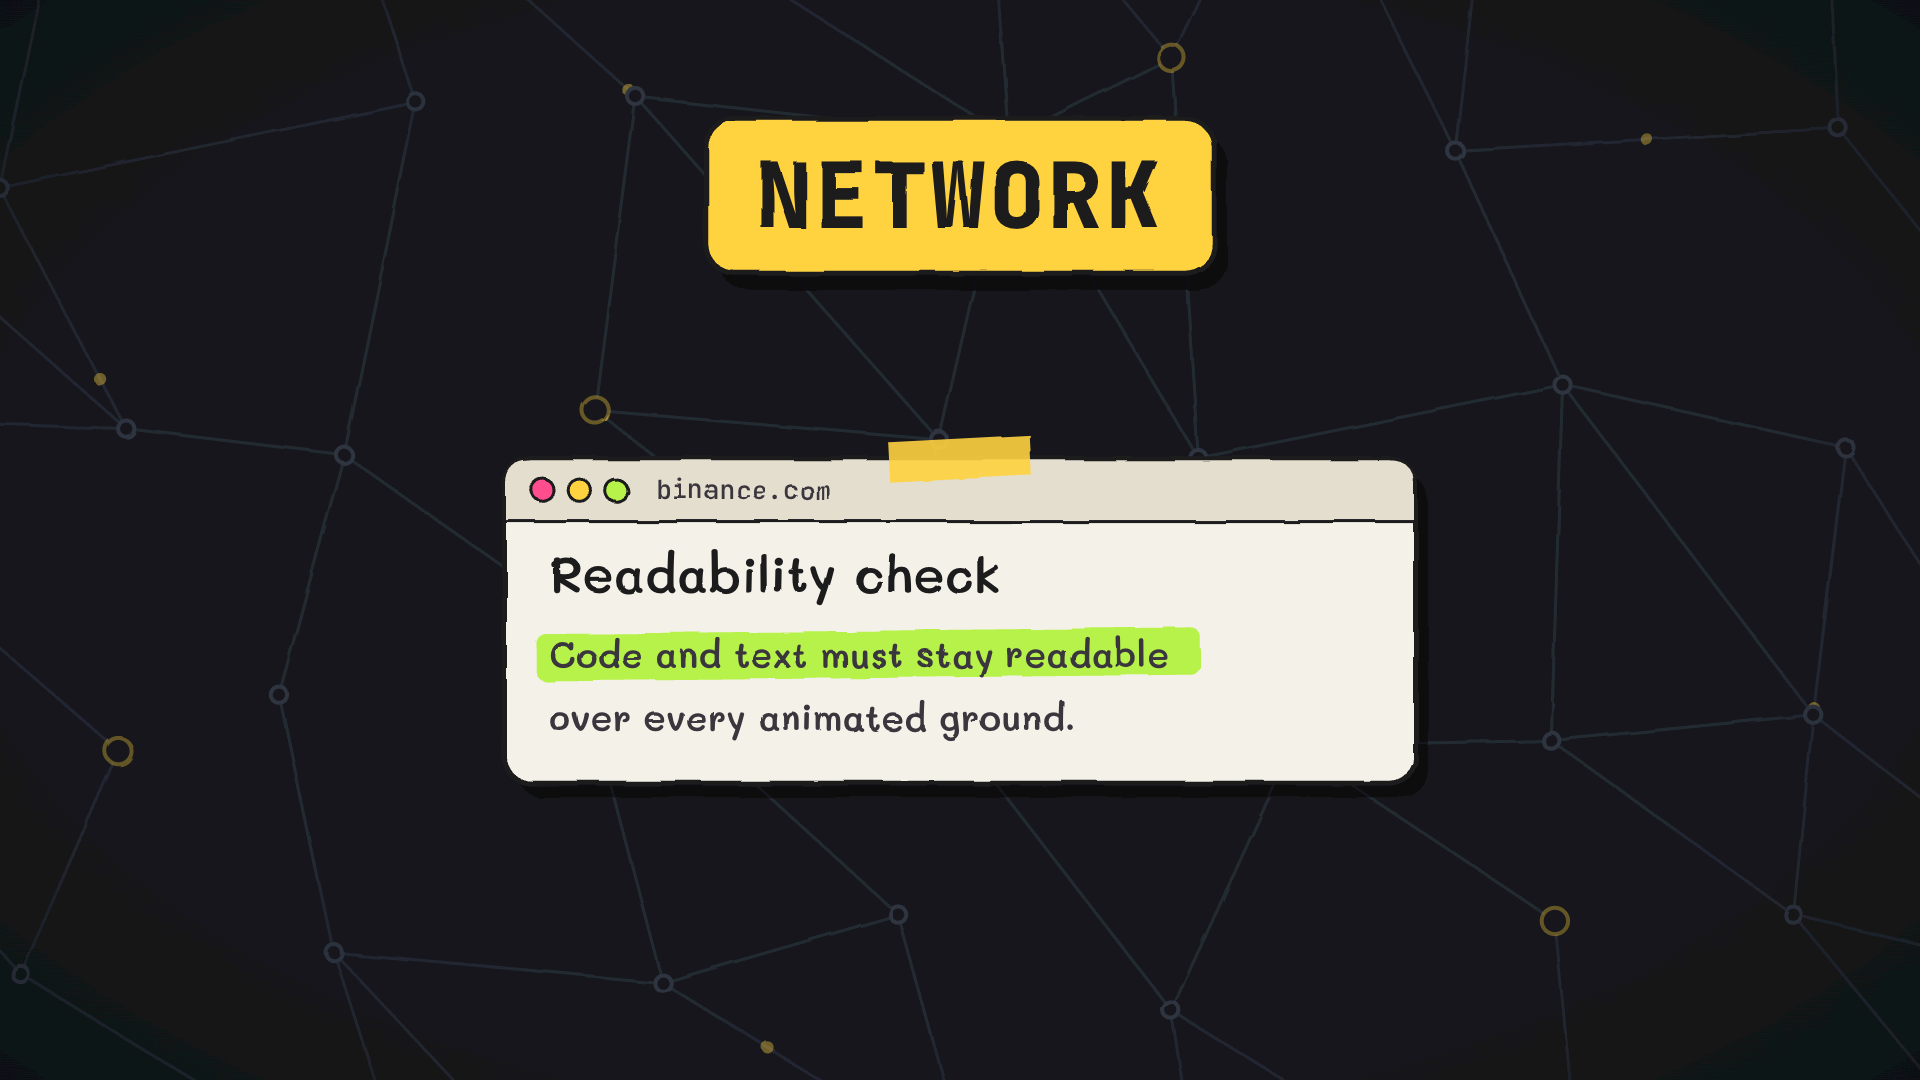 NETWORK
binance.com
Readability check
Code and text must stay readable
over every animated ground.